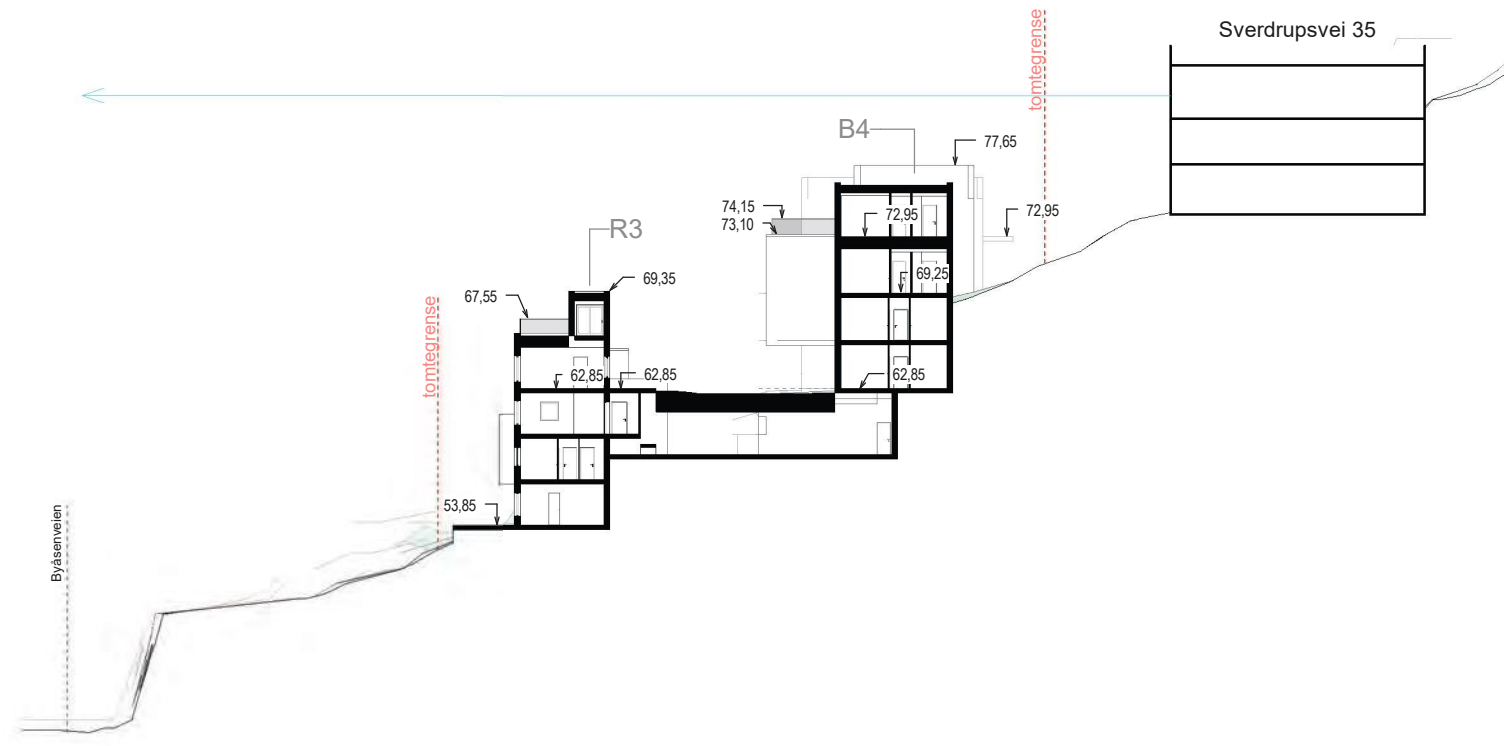 Sverdrupsvei 35
tomtegrense
B4
77,65
74,15
73,10
72,95
72,95
R3
69,35
69,25
67,55
tomtegrense
62,85
62,85
62,85
53,85
Byåsenveien